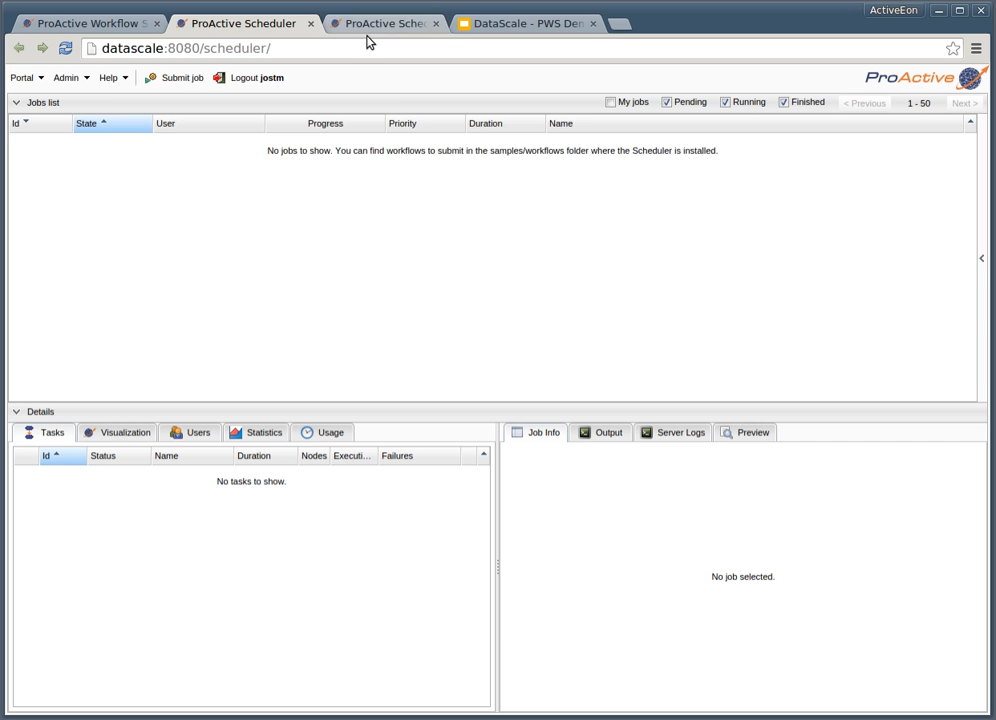 ActiveEon
ProActive Workflow S
ProActive Scheduler
ProActive Sche
DataScale - PWS Den
datascale:8080/scheduler/
Portal Admin Help Submit job Logout jostm
ProActive
Jobs list My jobs Pending Running Finished < Previous 1 - 50 Next >
Id State User Progress Priority Duration Name
No jobs to show. You can find workflows to submit in the samples/workflows folder where the Scheduler is installed.
Details
Tasks Visualization Users Statistics Usage
Job Info Output Server Logs Preview
Id Status Name Duration Nodes Executi... Failures
No tasks to show.
No job selected.